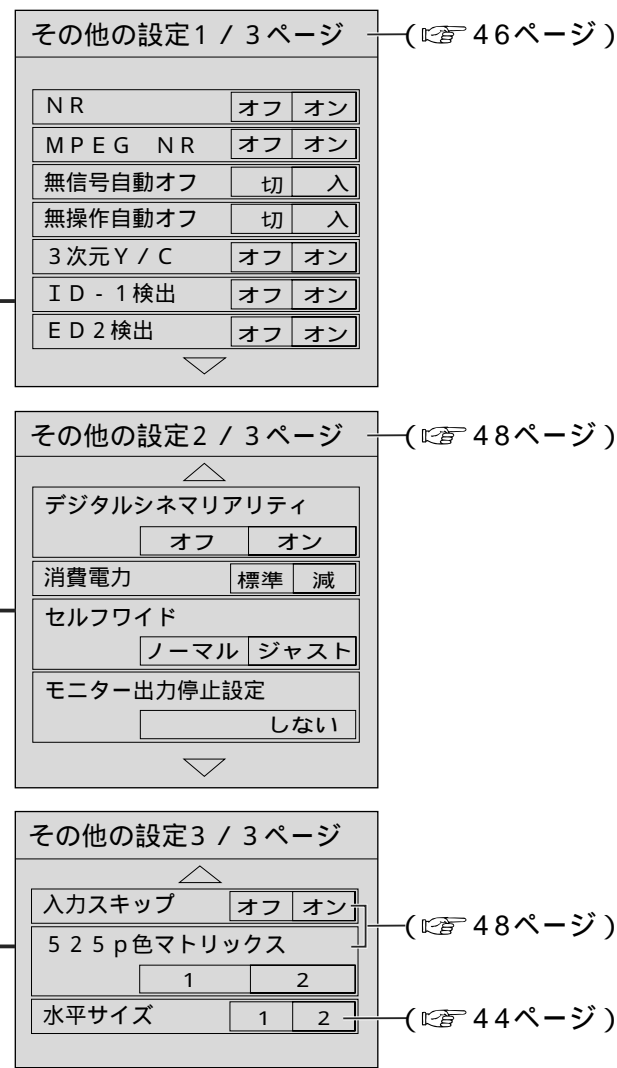 その他の設定1 / 3ページ (☞46ページ)
NR オフ オン
MPEG NR オフ オン
無信号自動オフ 切 入
無操作自動オフ 切 入
3次元Y / C オフ オン
ID - 1検出 オフ オン
ED2検出 オフ オン
その他の設定2 / 3ページ (☞48ページ)
デジタルシネマリアリティ
オフ オン
消費電力 標準 減
セルフワイド
ノーマル ジャスト
モニター出力停止設定
しない
その他の設定3 / 3ページ
入力スキップ オフ オン
(☞48ページ)
525p色マトリックス
1 2
水平サイズ 1 2 (☞44ページ)